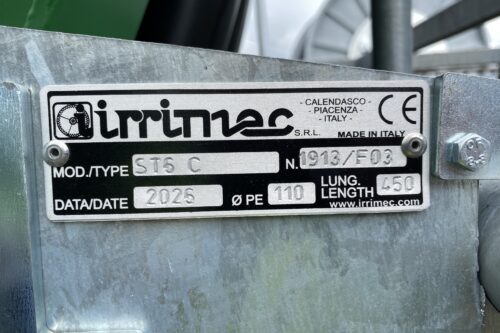 irrimec S.R.L.
- CALENDASCO -
- PIACENZA -
- ITALY -
CE
MADE IN ITALY
MOD./TYPE ST6 C N. 1913/F03
DATA/DATE 2026 Ø PE 110 LUNG. LENGTH 450
www.irrimec.com